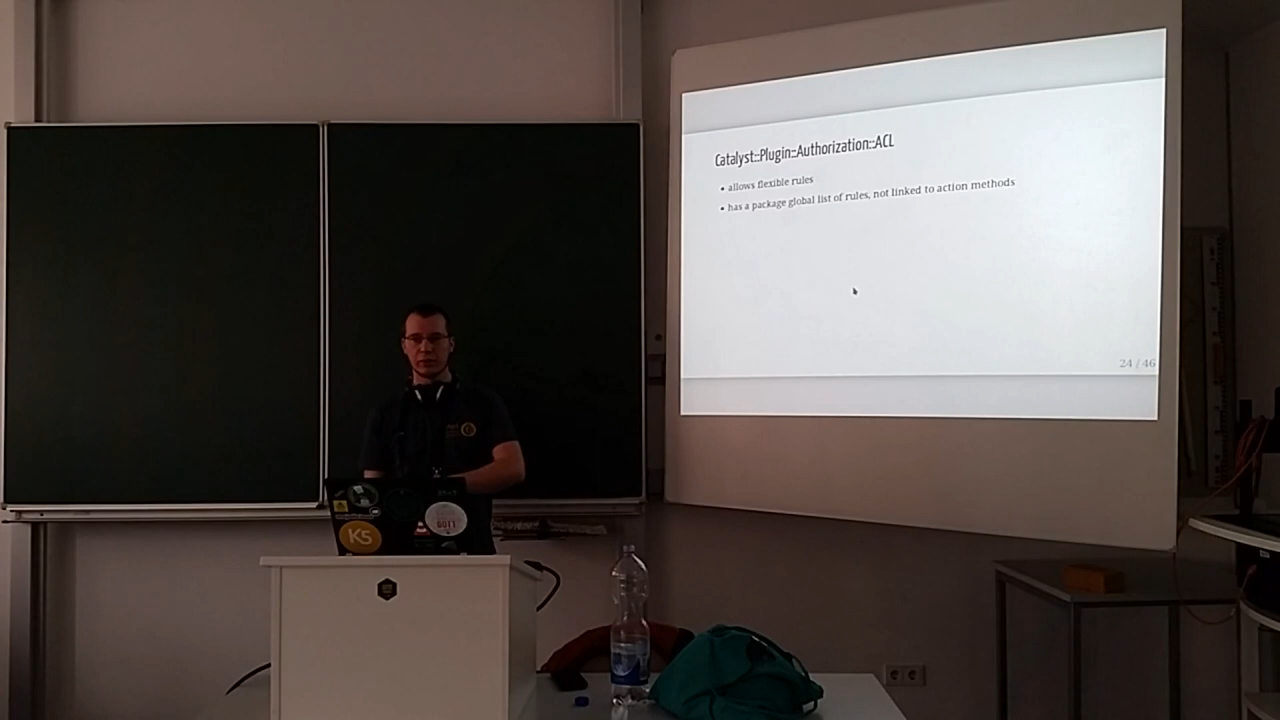 Catalyst::Plugin::Authorization::ACL
• allows flexible rules
• has a package global list of rules, not linked to action methods
24 / 46
K5